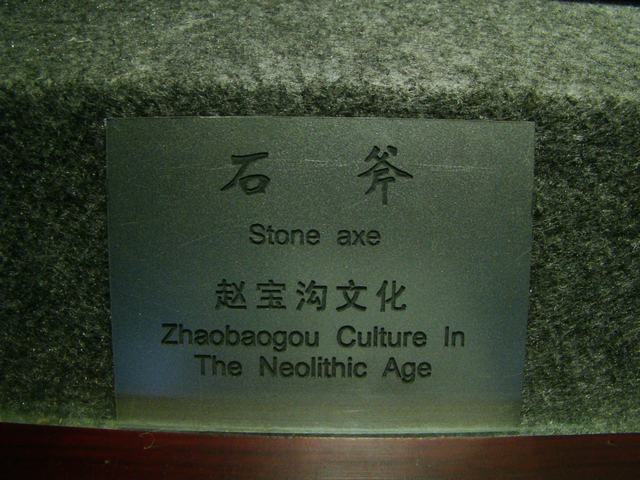 石 斧
Stone axe
赵宝沟文化
Zhaobaogou Culture In
The Neolithic Age